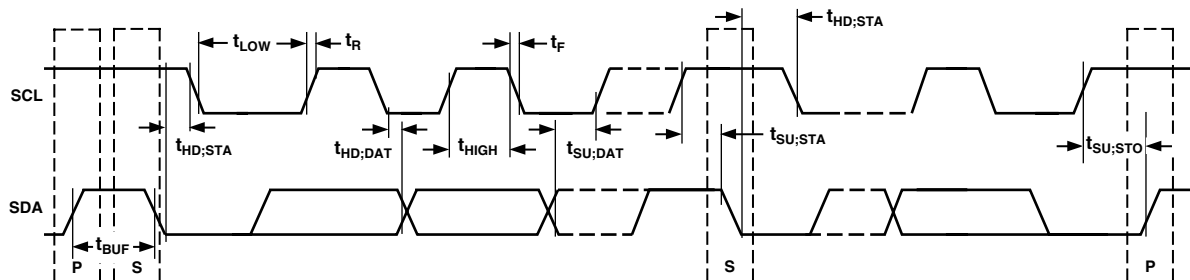 t_HD;STA
t_LOW
t_R
t_F
SCL
t_HD;STA
t_HD;DAT
t_HIGH
t_SU;DAT
t_SU;STA
t_SU;STO
SDA
t_BUF
P
S
S
P